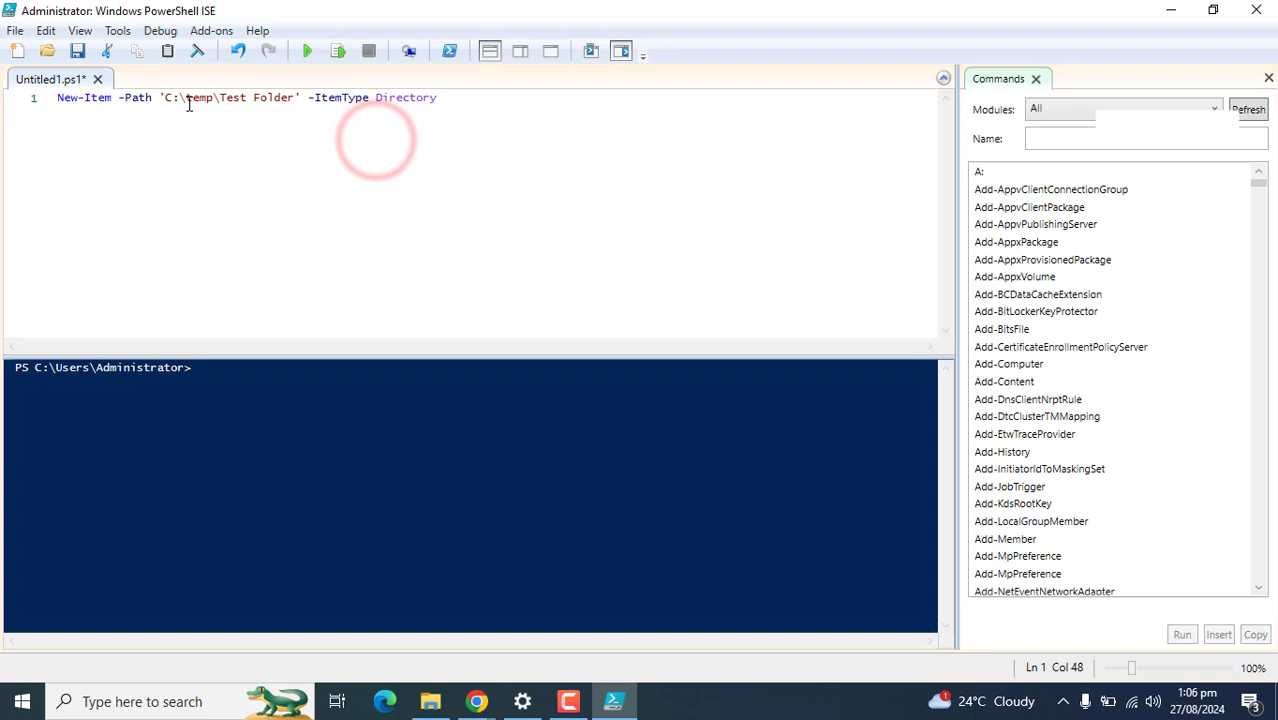 Administrator: Windows PowerShell ISE
File Edit View Tools Debug Add-ons Help
Untitled1.ps1*
1 New-Item -Path 'C:\temp\Test Folder' -ItemType Directory
PS C:\Users\Administrator>
Commands
Modules: All Refresh
Name:
A:
Add-AppvClientConnectionGroup
Add-AppvClientPackage
Add-AppvPublishingServer
Add-AppxPackage
Add-AppxProvisionedPackage
Add-AppxVolume
Add-BCDataCacheExtension
Add-BitLockerKeyProtector
Add-BitsFile
Add-CertificateEnrollmentPolicyServer
Add-Computer
Add-Content
Add-DnsClientNrptRule
Add-DtcClusterTMMapping
Add-EtwTraceProvider
Add-History
Add-InitiatorIdToMaskingSet
Add-JobTrigger
Add-KdsRootKey
Add-LocalGroupMember
Add-Member
Add-MpPreference
Add-MpPreference
Add-NetEventNetworkAdapter
Run Insert Copy
Ln 1 Col 48 100%
Type here to search
1 24°C Cloudy
1:06 pm
27/08/2024
3